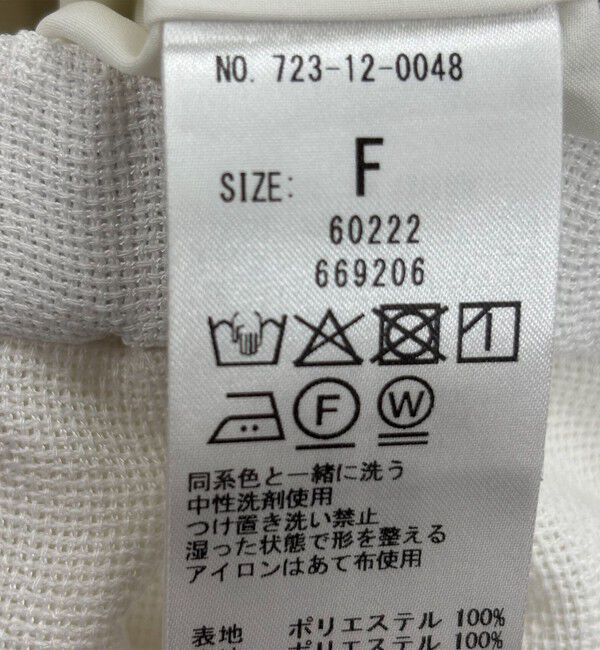 NO. 723-12-0048
SIZE: F
60222
669206
F W
同系色と一緒に洗う
中性洗剤使用
つけ置き洗い禁止
湿った状態で形を整える
アイロンはあて布使用
表地 ポリエステル 100%
ポリエステル 100%